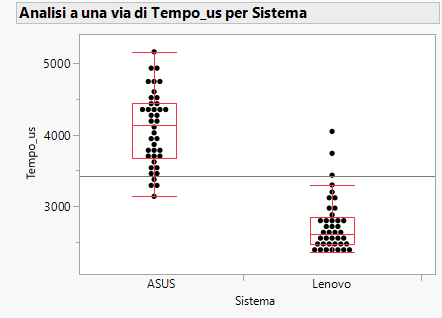 Analisi a una via di Tempo_us per Sistema
5000
4000
3000
Tempo_us
ASUS Lenovo
Sistema